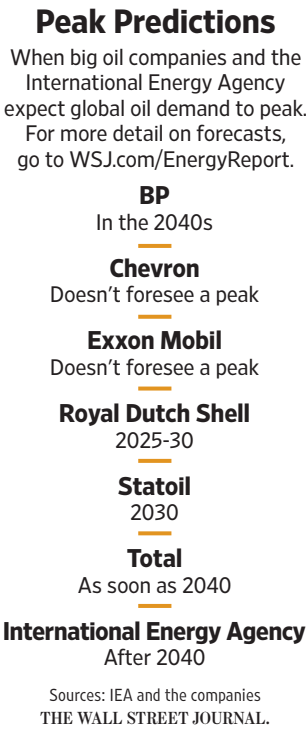 Peak Predictions
When big oil companies and the
International Energy Agency
expect global oil demand to peak.
For more detail on forecasts,
go to WSJ.com/EnergyReport.
BP
In the 2040s
Chevron
Doesn’t foresee a peak
Exxon Mobil
Doesn’t foresee a peak
Royal Dutch Shell
2025-30
Statoil
2030
Total
As soon as 2040
International Energy Agency
After 2040
Sources: IEA and the companies
THE WALL STREET JOURNAL.